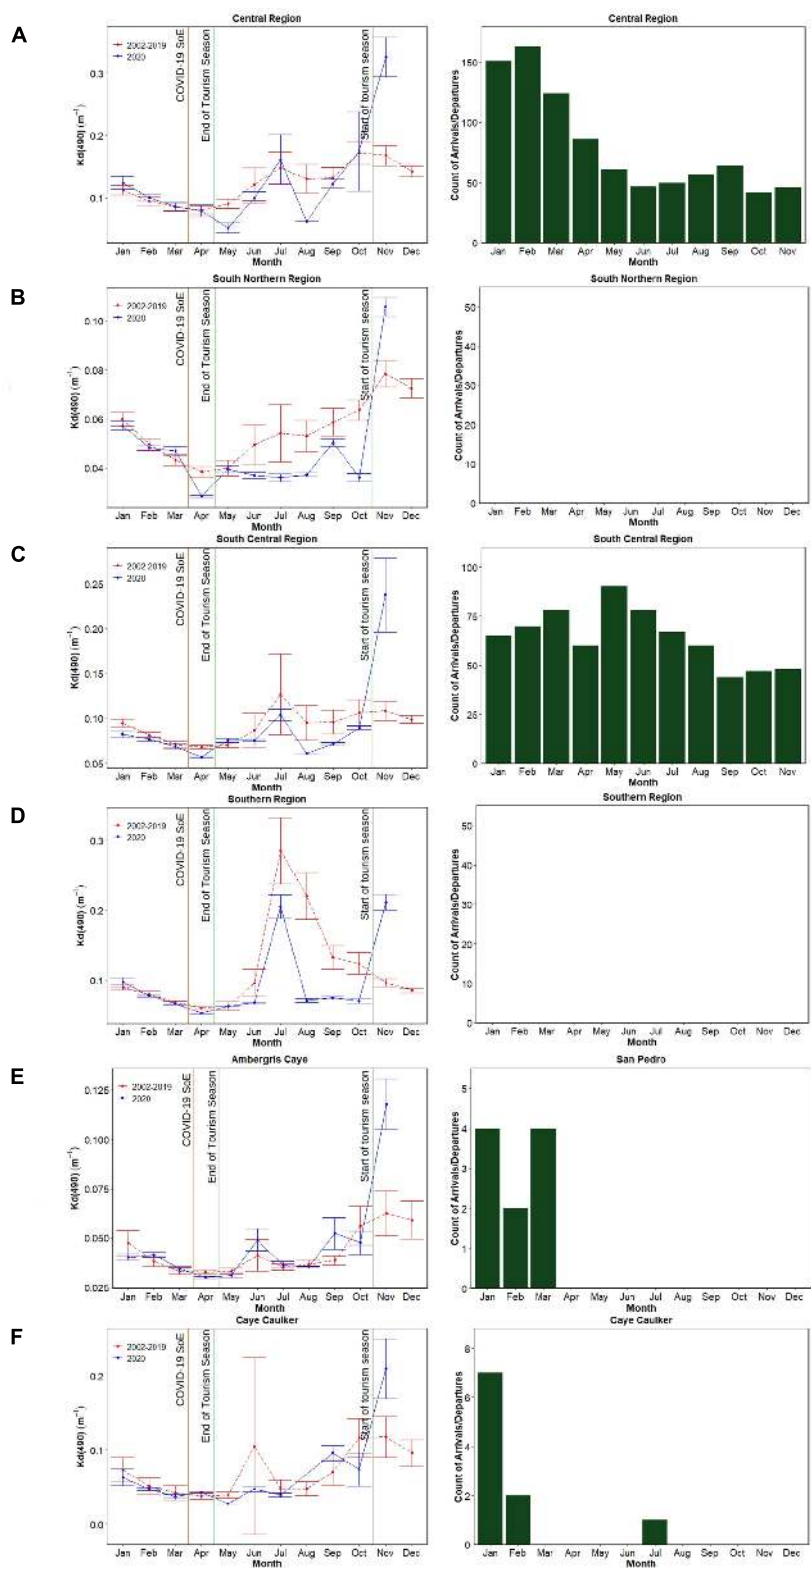 A
Central Region
2002-2019
2020
COVID-19 SoE
End of Tourism Season
Start of tourism season
Kd(490) (m⁻¹)
0.3
0.2
0.1
Jan Feb Mar Apr May Jun Jul Aug Sep Oct Nov Dec
Month
Central Region
Count of Arrivals/Departures
150
100
50
0
Jan Feb Mar Apr May Jun Jul Aug Sep Oct Nov
Month
B
South Northern Region
2002-2019
2020
COVID-19 SoE
End of Tourism Season
Start of tourism season
Kd(490) (m⁻¹)
0.10
0.08
0.06
0.04
Jan Feb Mar Apr May Jun Jul Aug Sep Oct Nov Dec
Month
South Northern Region
Count of Arrivals/Departures
50
40
30
20
10
0
Jan Feb Mar Apr May Jun Jul Aug Sep Oct Nov Dec
Month
C
South Central Region
2002-2019
2020
COVID-19 SoE
End of Tourism Season
Start of tourism season
Kd(490) (m⁻¹)
0.25
0.20
0.15
0.10
0.05
Jan Feb Mar Apr May Jun Jul Aug Sep Oct Nov Dec
Month
South Central Region
Count of Arrivals/Departures
100
75
50
25
0
Jan Feb Mar Apr May Jun Jul Aug Sep Oct Nov
Month
D
Southern Region
2002-2019
2020
COVID-19 SoE
End of Tourism Season
Start of tourism season
Kd(490) (m⁻¹)
0.3
0.2
0.1
Jan Feb Mar Apr May Jun Jul Aug Sep Oct Nov Dec
Month
Southern Region
Count of Arrivals/Departures
50
40
30
20
10
0
Jan Feb Mar Apr May Jun Jul Aug Sep Oct Nov Dec
Month
E
Ambergris Caye
2002-2019
2020
COVID-19 SoE
End of Tourism Season
Start of tourism season
Kd(490) (m⁻¹)
0.125
0.100
0.075
0.050
0.025
Jan Feb Mar Apr May Jun Jul Aug Sep Oct Nov Dec
Month
San Pedro
Count of Arrivals/Departures
5
4
3
2
1
0
Jan Feb Mar Apr May Jun Jul Aug Sep Oct Nov Dec
Month
F
Caye Caulker
2002-2019
2020
COVID-19 SoE
End of Tourism Season
Start of tourism season
Kd(490) (m⁻¹)
0.2
0.1
0.0
Jan Feb Mar Apr May Jun Jul Aug Sep Oct Nov Dec
Month
Caye Caulker
Count of Arrivals/Departures
8
6
4
2
0
Jan Feb Mar Apr May Jun Jul Aug Sep Oct Nov Dec
Month